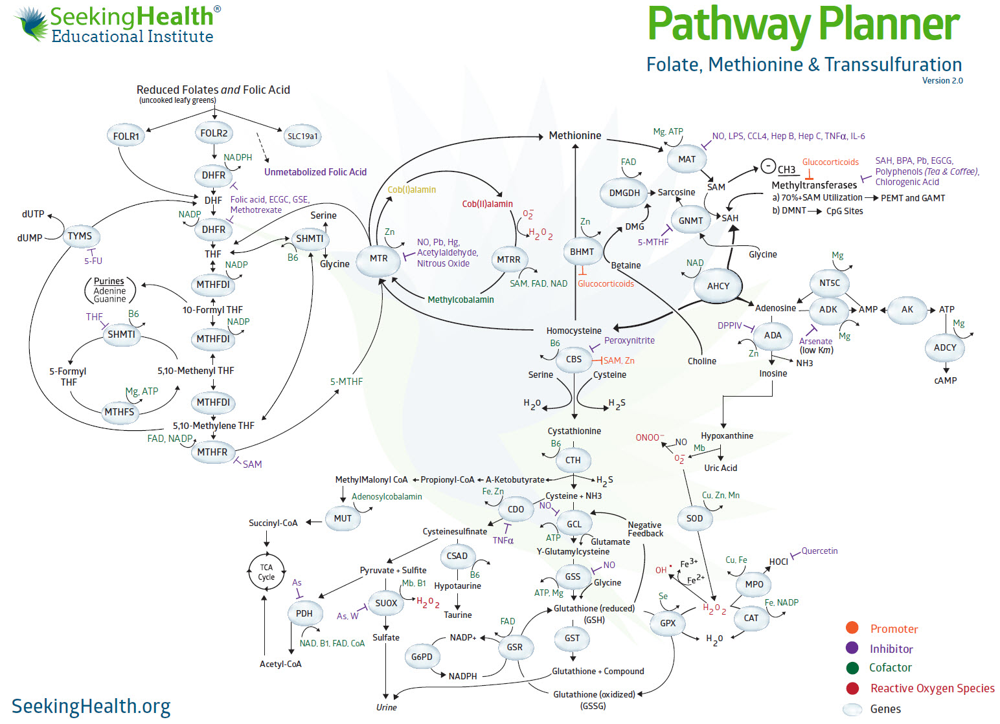 SeekingHealth®
Educational Institute
Pathway Planner
Folate, Methionine & Transsulfuration
Version 2.0
Reduced Folates and Folic Acid
(uncooked leafy greens)
FOLR1
FOLR2
SLC19a1
NADPH
DHFR
Unmetabolized Folic Acid
DHF
Folic acid, ECGC, GSE,
Methotrexate
NADP
DHFR
dUTP
dUMP
TYMS
5-FU
THF
Serine
SHMTI
B6
Glycine
NADP
MTHFDI
Purines
Adenine
Guanine
10-Formyl THF
THF
B6
SHMTI
NADP
MTHFDI
5-Formyl
THF
5,10-Methenyl THF
Mg, ATP
MTHFS
MTHFDI
5,10-Methylene THF
FAD, NADP
MTHFR
SAM
5-MTHF
Cob(I)alamin
Cob(II)alamin
O2−
H2O2
Zn
MTR
NO, Pb, Hg,
Acetylaldehyde,
Nitrous Oxide
MTRR
SAM, FAD, NAD
Methylcobalamin
Methionine
Mg, ATP
NO, LPS, CCL4, Hep B, Hep C, TNFα, IL-6
MAT
FAD
DMGDH
Sarcosine
SAM
− CH3
Glucocorticoids
SAH, BPA, Pb, EGCG,
Polyphenols (Tea & Coffee),
Chlorogenic Acid
Methyltransferases
a) 70%+SAM Utilization PEMT and GAMT
b) DMNT CpG Sites
GNMT
SAH
Zn
DMG
5-MTHF
BHMT
Glycine
Betaine
Glucocorticoids
NAD
AHCY
Mg
NT5C
Adenosine
ADK
AMP
AK
ATP
DPPIV
ADA
Arsenate
(low Km)
Mg
Mg
ADCY
Zn
NH3
cAMP
Inosine
Homocysteine
B6
Peroxynitrite
CBS
SAM, Zn
Choline
Serine
Cysteine
H2O
H2S
Cystathionine
B6
CTH
ONOO−
NO
Mb
O2−
Hypoxanthine
Uric Acid
MethylMalonyl CoA
Propionyl-CoA
A-Ketobutyrate
H2S
Adenosylcobalamin
MUT
Succinyl-CoA
Fe, Zn
Cysteine + NH3
CDO
NO
GCL
TNFα
ATP
Negative
Feedback
Glutamate
Cu, Zn, Mn
SOD
Cysteinesulfinate
Y-Glutamylcysteine
CSAD
B6
TCA
Cycle
Pyruvate + Sulfite
Mb, B1
Hypotaurine
GSS
NO
Glycine
ATP, Mg
OH•
Fe3+
Fe2+
Cu, Fe
HOCl
Quercetin
MPO
As
PDH
SUOX
H2O2
As, W
Taurine
Glutathione (reduced)
(GSH)
Se
GPX
H2O2
Fe, NADP
CAT
H2O
NAD, B1, FAD, CoA
Sulfate
NADP+
FAD
GSR
GST
G6PD
NADPH
Acetyl-CoA
Glutathione + Compound
Glutathione (oxidized)
(GSSG)
Urine
Promoter
Inhibitor
Cofactor
Reactive Oxygen Species
Genes
SeekingHealth.org